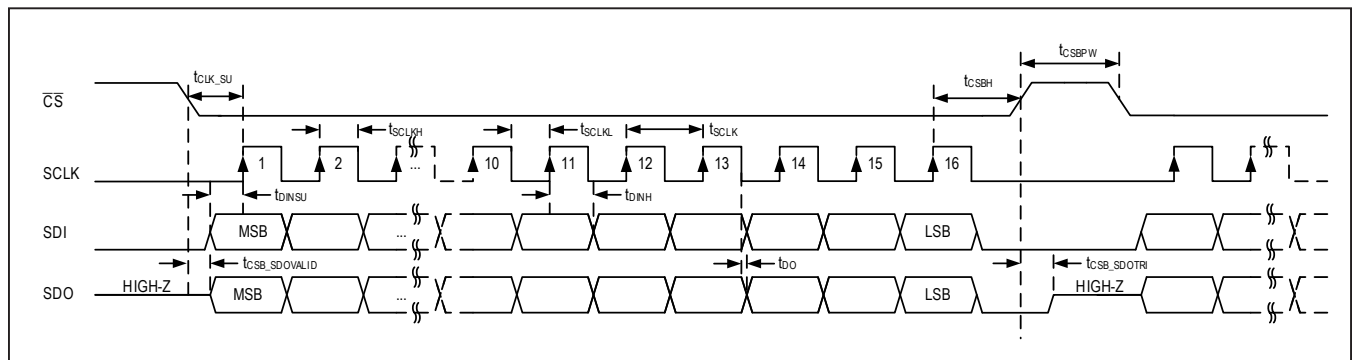 tCLK_SU
tCSBH
tCSBPW
CS
tSCLKH
tSCLKL
tSCLK
SCLK
1
2
...
10
11
12
13
14
15
16
tDINSU
tDINH
SDI
MSB
...
LSB
tCSB_SDOVALID
tDO
tCSB_SDOTRI
SDO
HIGH-Z
MSB
...
LSB
HIGH-Z